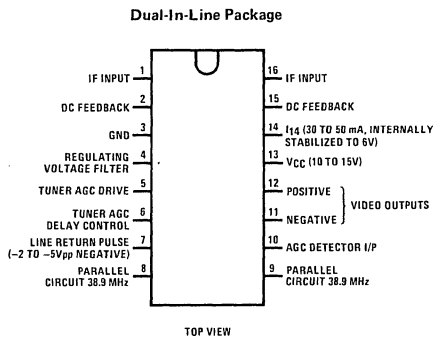 Dual-In-Line Package
IF INPUT 1
16 IF INPUT
DC FEEDBACK 2
15 DC FEEDBACK
GND 3
14 I14 (30 TO 50 mA, INTERNALLY
STABILIZED TO 6V)
REGULATING
VOLTAGE FILTER 4
13 VCC (10 TO 15V)
TUNER AGC DRIVE 5
12 POSITIVE
VIDEO OUTPUTS
TUNER AGC
DELAY CONTROL 6
11 NEGATIVE
LINE RETURN PULSE
(–2 TO –5Vpp NEGATIVE) 7
10 AGC DETECTOR I/P
PARALLEL
CIRCUIT 38.9 MHz 8
9 PARALLEL
CIRCUIT 38.9 MHz
TOP VIEW